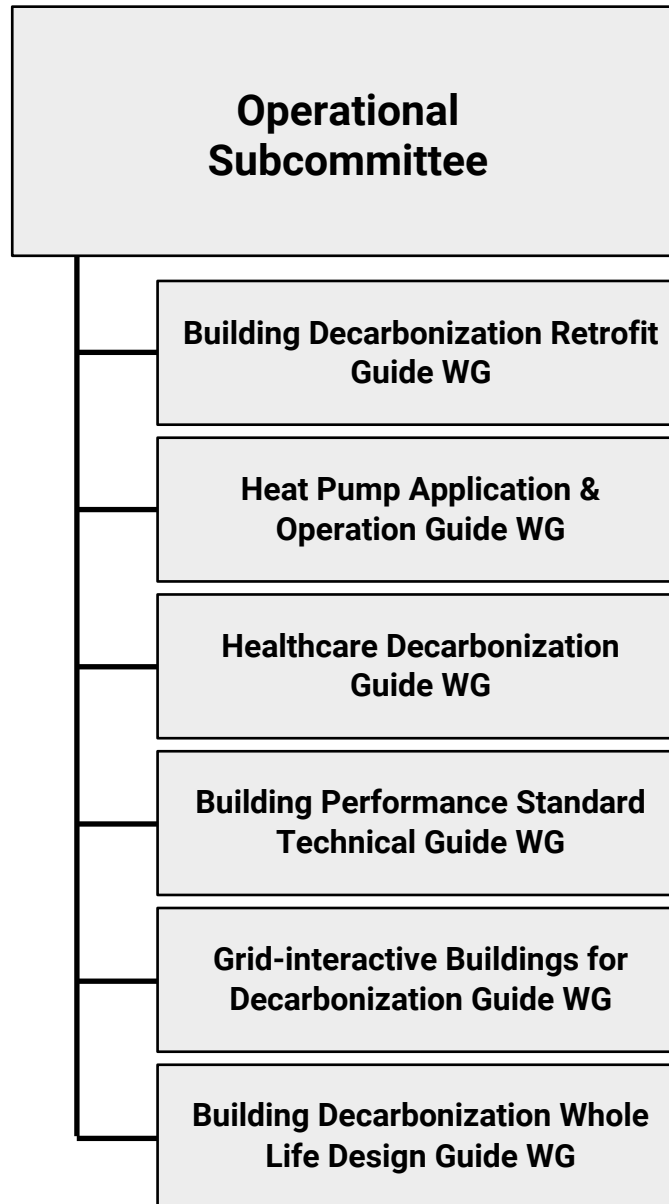 Operational
Subcommittee
Building Decarbonization Retrofit
Guide WG
Heat Pump Application &
Operation Guide WG
Healthcare Decarbonization
Guide WG
Building Performance Standard
Technical Guide WG
Grid-interactive Buildings for
Decarbonization Guide WG
Building Decarbonization Whole
Life Design Guide WG